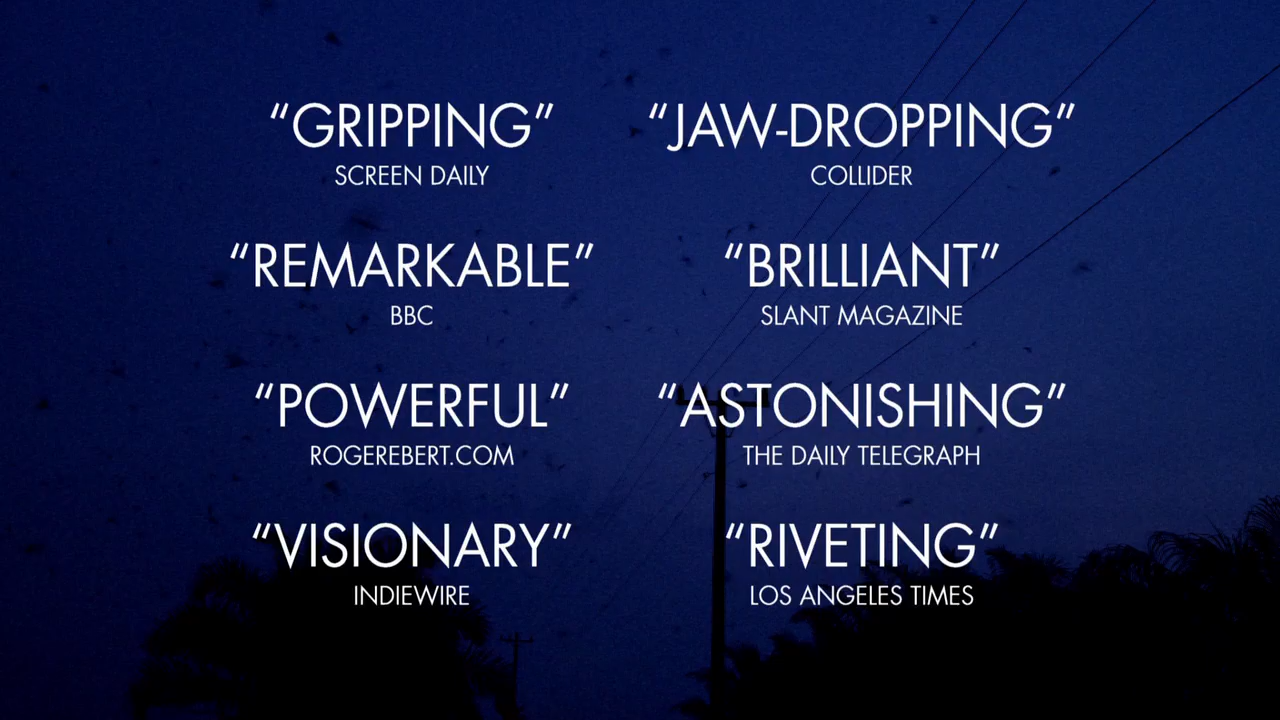 “GRIPPING”
SCREEN DAILY
“JAW-DROPPING”
COLLIDER
“REMARKABLE”
BBC
“BRILLIANT”
SLANT MAGAZINE
“POWERFUL”
ROGEREBERT.COM
“ASTONISHING”
THE DAILY TELEGRAPH
“VISIONARY”
INDIEWIRE
“RIVETING”
LOS ANGELES TIMES